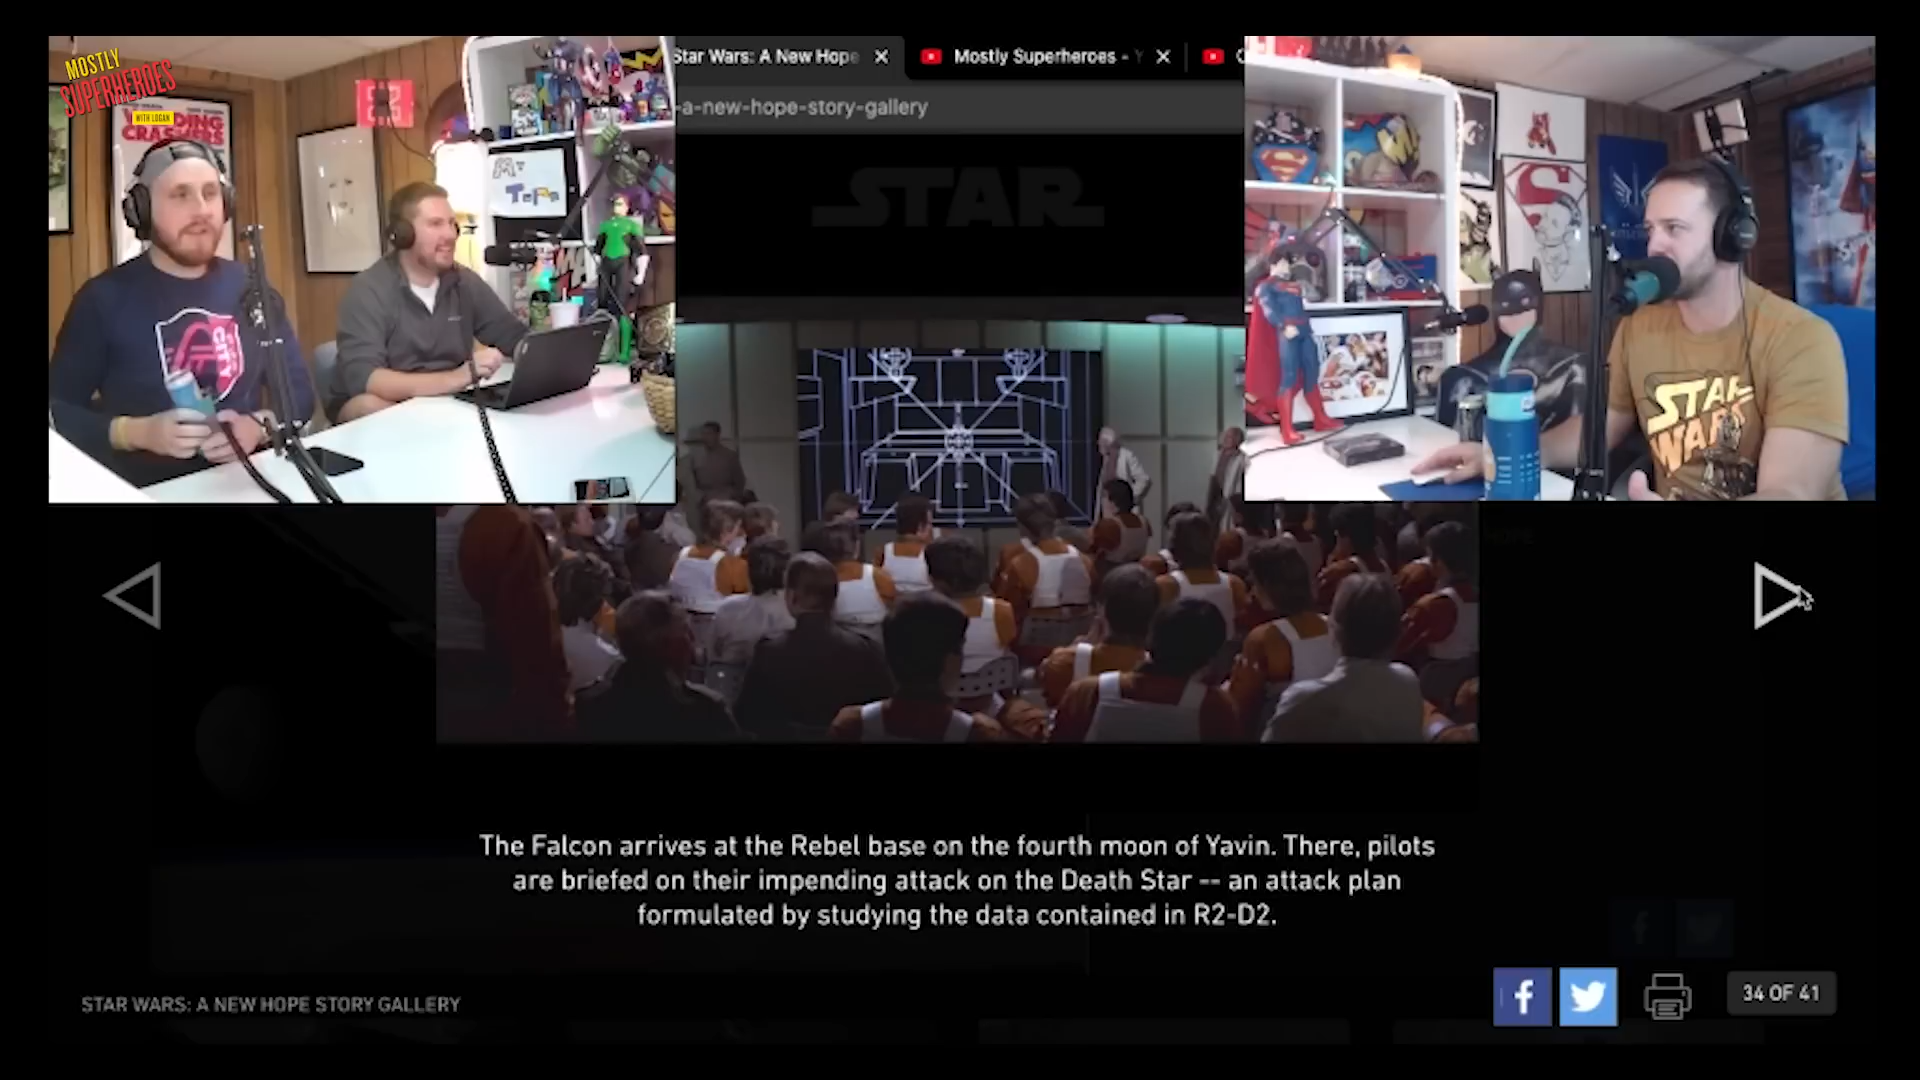 MOSTLY
SUPERHEROES
WITH LOGAN
Star Wars: A New Hope
Mostly Superheroes -
-a-new-hope-story-gallery
STAR
CRASHERS
CITY
STAR
WARS
The Falcon arrives at the Rebel base on the fourth moon of Yavin. There, pilots
are briefed on their impending attack on the Death Star -- an attack plan
formulated by studying the data contained in R2-D2.
STAR WARS: A NEW HOPE STORY GALLERY
34 OF 41